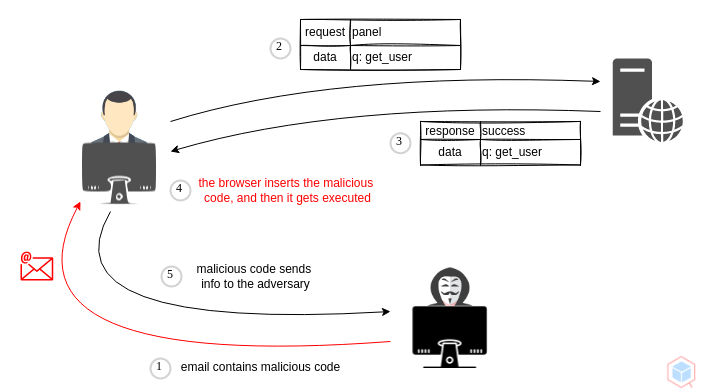 2
request panel
data q: get_user
3
response success
data q: get_user
4
the browser inserts the malicious
code, and then it gets executed
@
5
malicious code sends
info to the adversary
1
email contains malicious code